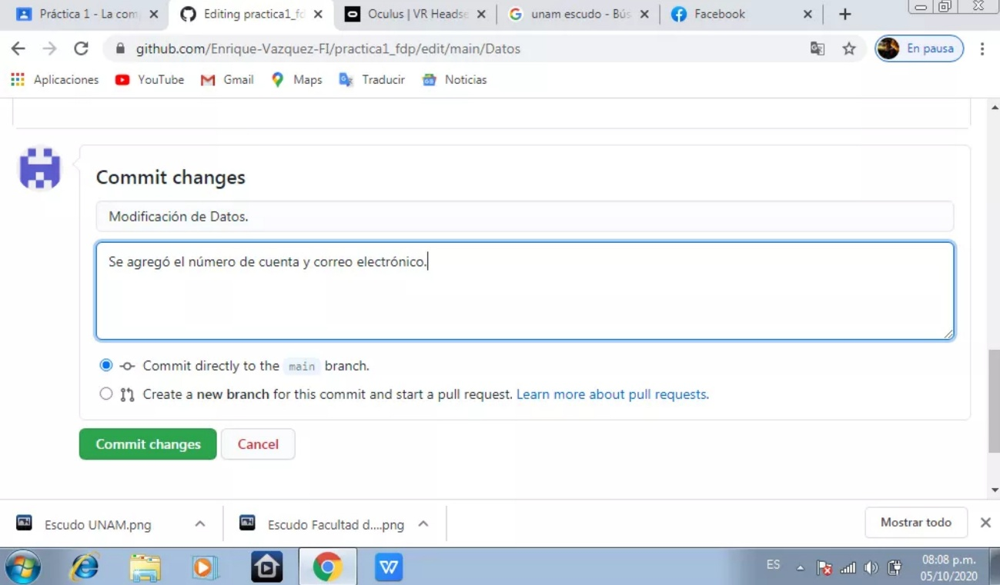 Práctica 1 - La com
Editing practica1_fd
Oculus | VR Headse
unam escudo - Bús
Facebook
github.com/Enrique-Vazquez-FI/practica1_fdp/edit/main/Datos
En pausa
Aplicaciones
YouTube
Gmail
Maps
Traducir
Noticias
Commit changes
Modificación de Datos.
Se agregó el número de cuenta y correo electrónico.
Commit directly to the main branch.
Create a new branch for this commit and start a pull request. Learn more about pull requests.
Commit changes
Cancel
Escudo UNAM.png
Escudo Facultad d....png
Mostrar todo
ES
08:08 p.m.
05/10/2020